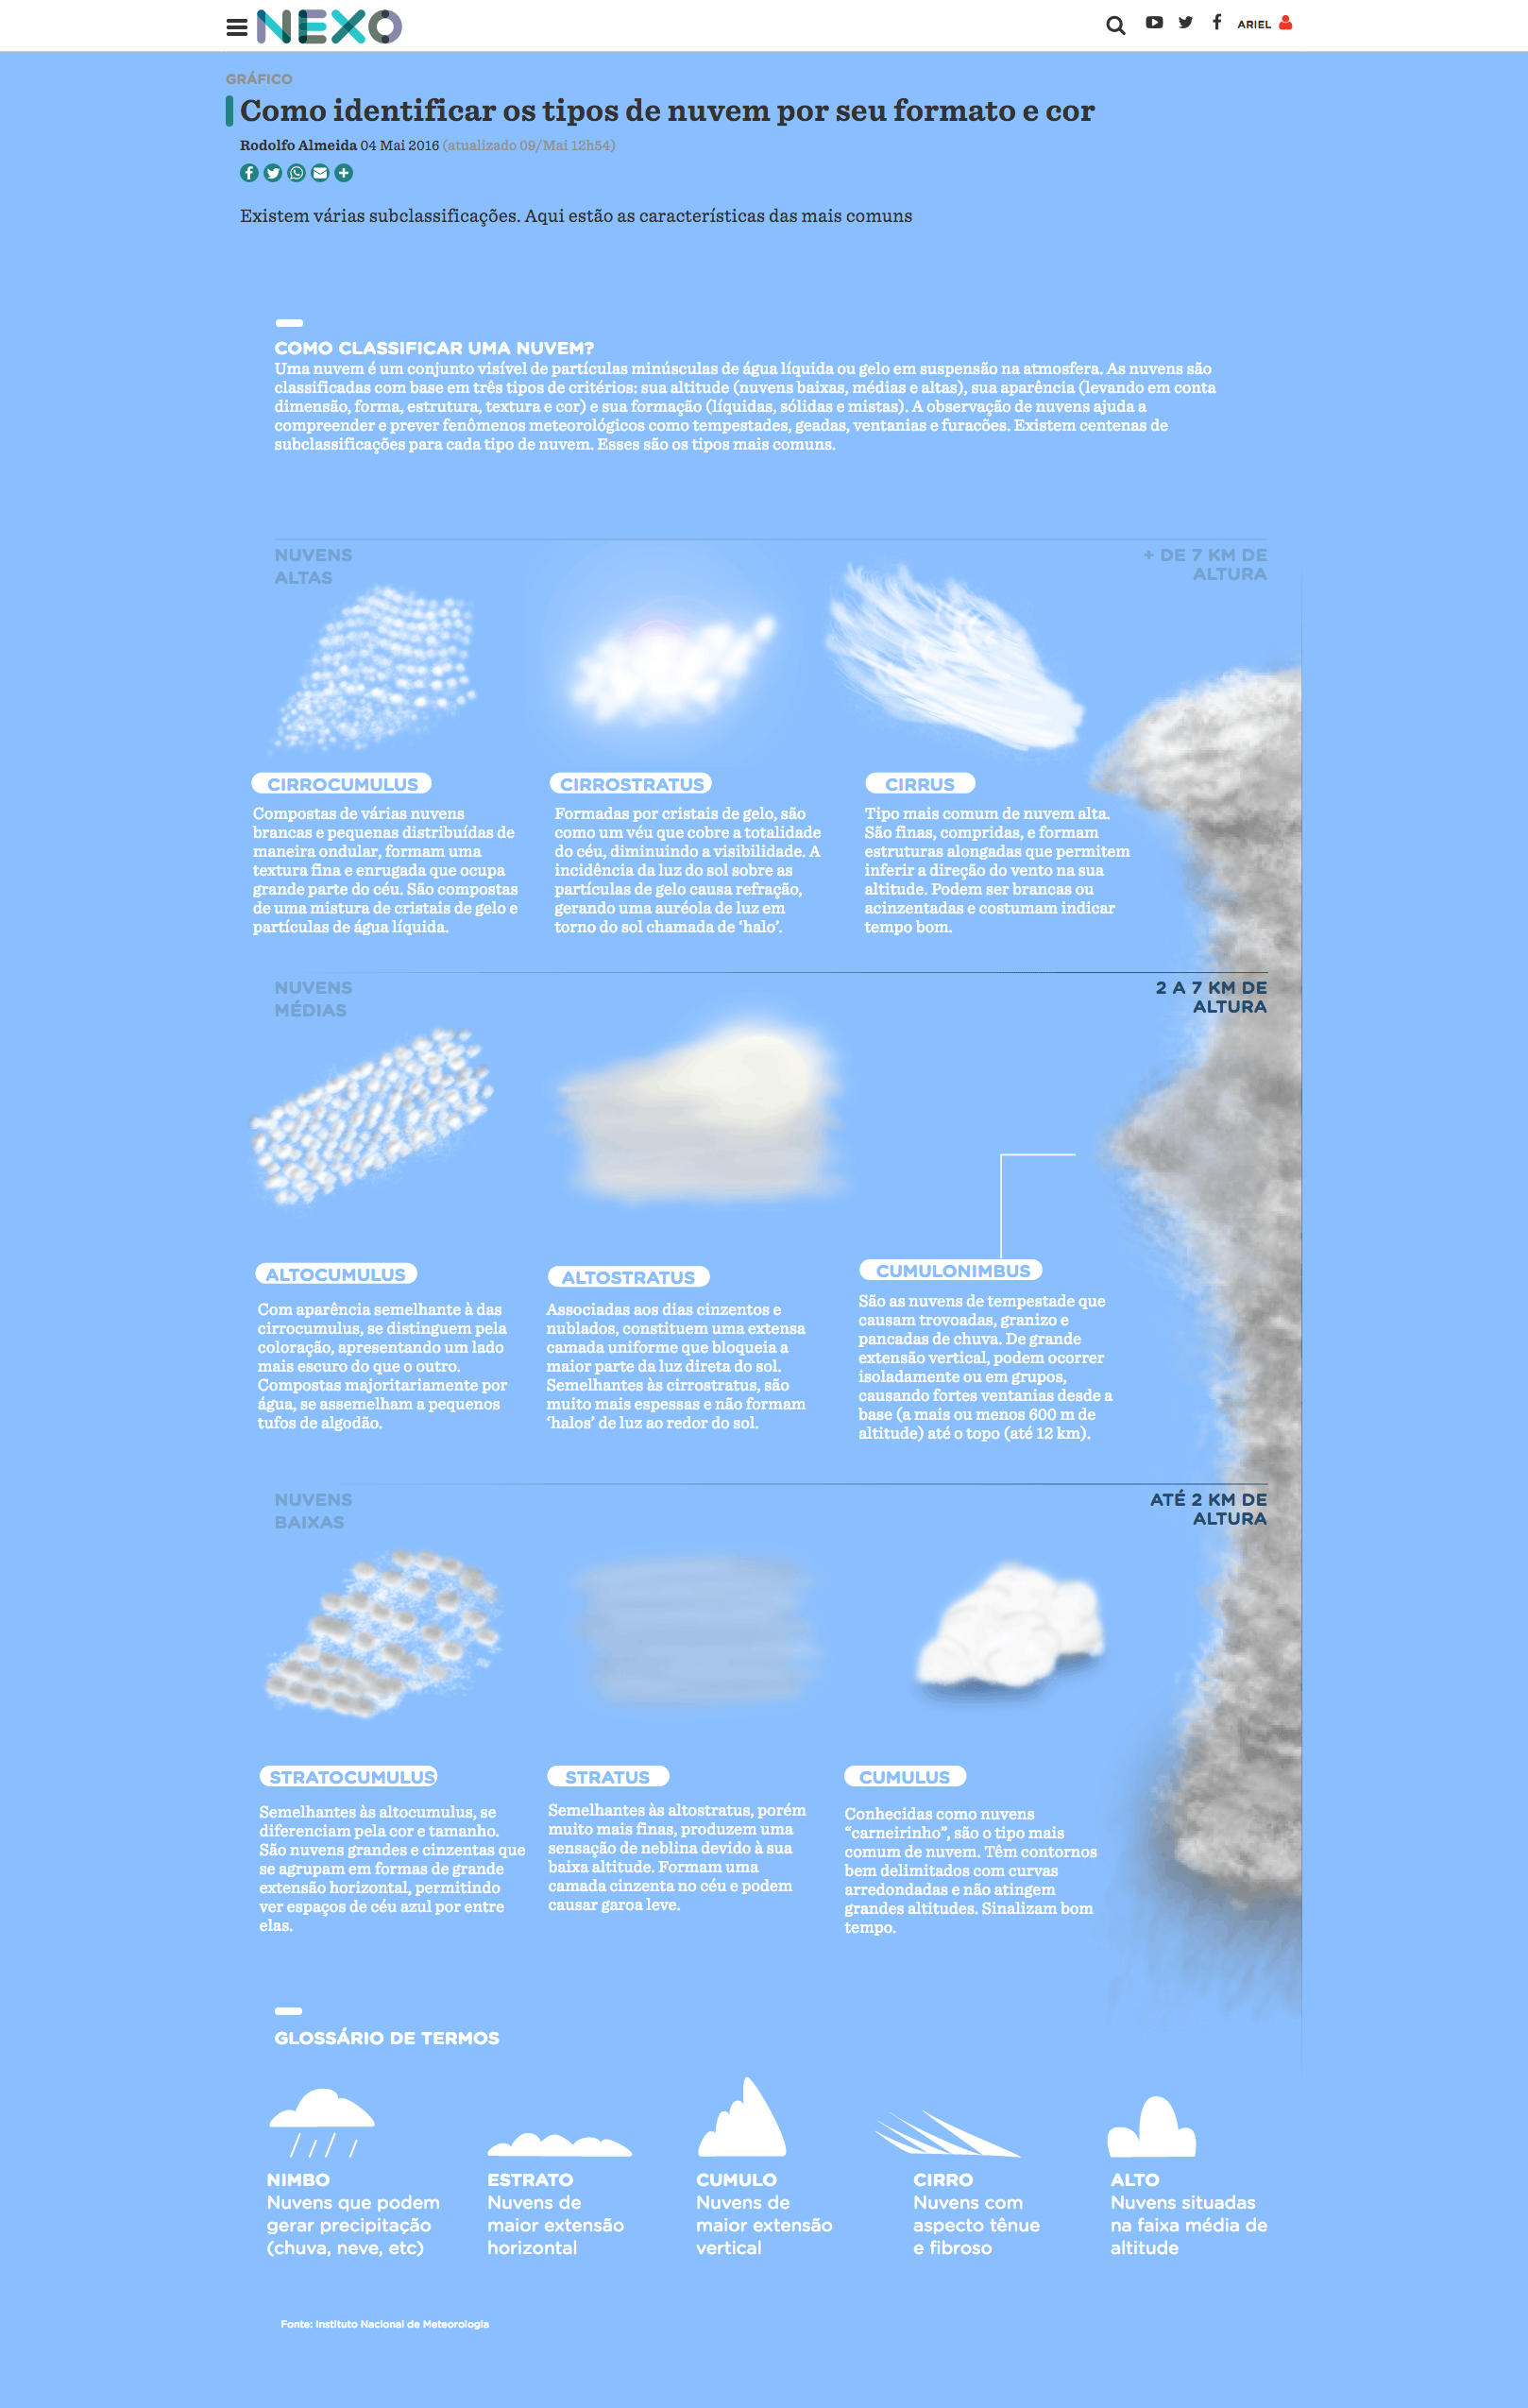 NEXO
ARIEL
GRÁFICO
Como identificar os tipos de nuvem por seu formato e cor
Rodolfo Almeida 04 Mai 2016 (atualizado 09/Mai 12h54)
Existem várias subclassificações. Aqui estão as características das mais comuns
COMO CLASSIFICAR UMA NUVEM?
Uma nuvem é um conjunto visível de partículas minúsculas de água líquida ou gelo em suspensão na atmosfera. As nuvens são
classificadas com base em três tipos de critérios: sua altitude (nuvens baixas, médias e altas), sua aparência (levando em conta
dimensão, forma, estrutura, textura e cor) e sua formação (líquidas, sólidas e mistas). A observação de nuvens ajuda a
compreender e prever fenômenos meteorológicos como tempestades, geadas, ventanias e furacões. Existem centenas de
subclassificações para cada tipo de nuvem. Esses são os tipos mais comuns.
NUVENS
ALTAS
+ DE 7 KM DE
ALTURA
CIRROCUMULUS
Compostas de várias nuvens
brancas e pequenas distribuídas de
maneira ondular, formam uma
textura fina e enrugada que ocupa
grande parte do céu. São compostas
de uma mistura de cristais de gelo e
partículas de água líquida.
CIRROSTRATUS
Formadas por cristais de gelo, são
como um véu que cobre a totalidade
do céu, diminuindo a visibilidade. A
incidência da luz do sol sobre as
partículas de gelo causa refração,
gerando uma auréola de luz em
torno do sol chamada de ‘halo’.
CIRRUS
Tipo mais comum de nuvem alta.
São finas, compridas, e formam
estruturas alongadas que permitem
inferir a direção do vento na sua
altitude. Podem ser brancas ou
acinzentadas e costumam indicar
tempo bom.
NUVENS
MÉDIAS
2 A 7 KM DE
ALTURA
ALTOCUMULUS
Com aparência semelhante à das
cirrocumulus, se distinguem pela
coloração, apresentando um lado
mais escuro do que o outro.
Compostas majoritariamente por
água, se assemelham a pequenos
tufos de algodão.
ALTOSTRATUS
Associadas aos dias cinzentos e
nublados, constituem uma extensa
camada uniforme que bloqueia a
maior parte da luz direta do sol.
Semelhantes às cirrostratus, são
muito mais espessas e não formam
‘halos’ de luz ao redor do sol.
CUMULONIMBUS
São as nuvens de tempestade que
causam trovoadas, granizo e
pancadas de chuva. De grande
extensão vertical, podem ocorrer
isoladamente ou em grupos,
causando fortes ventanias desde a
base (a mais ou menos 600 m de
altitude) até o topo (até 12 km).
NUVENS
BAIXAS
ATÉ 2 KM DE
ALTURA
STRATOCUMULUS
Semelhantes às altocumulus, se
diferenciam pela cor e tamanho.
São nuvens grandes e cinzentas que
se agrupam em formas de grande
extensão horizontal, permitindo
ver espaços de céu azul por entre
elas.
STRATUS
Semelhantes às altostratus, porém
muito mais finas, produzem uma
sensação de neblina devido à sua
baixa altitude. Formam uma
camada cinzenta no céu e podem
causar garoa leve.
CUMULUS
Conhecidas como nuvens
“carneirinho”, são o tipo mais
comum de nuvem. Têm contornos
bem delimitados com curvas
arredondadas e não atingem
grandes altitudes. Sinalizam bom
tempo.
GLOSSÁRIO DE TERMOS
NIMBO
Nuvens que podem
gerar precipitação
(chuva, neve, etc)
ESTRATO
Nuvens de
maior extensão
horizontal
CUMULO
Nuvens de
maior extensão
vertical
CIRRO
Nuvens com
aspecto tênue
e fibroso
ALTO
Nuvens situadas
na faixa média de
altitude
Fonte: Instituto Nacional de Meteorologia